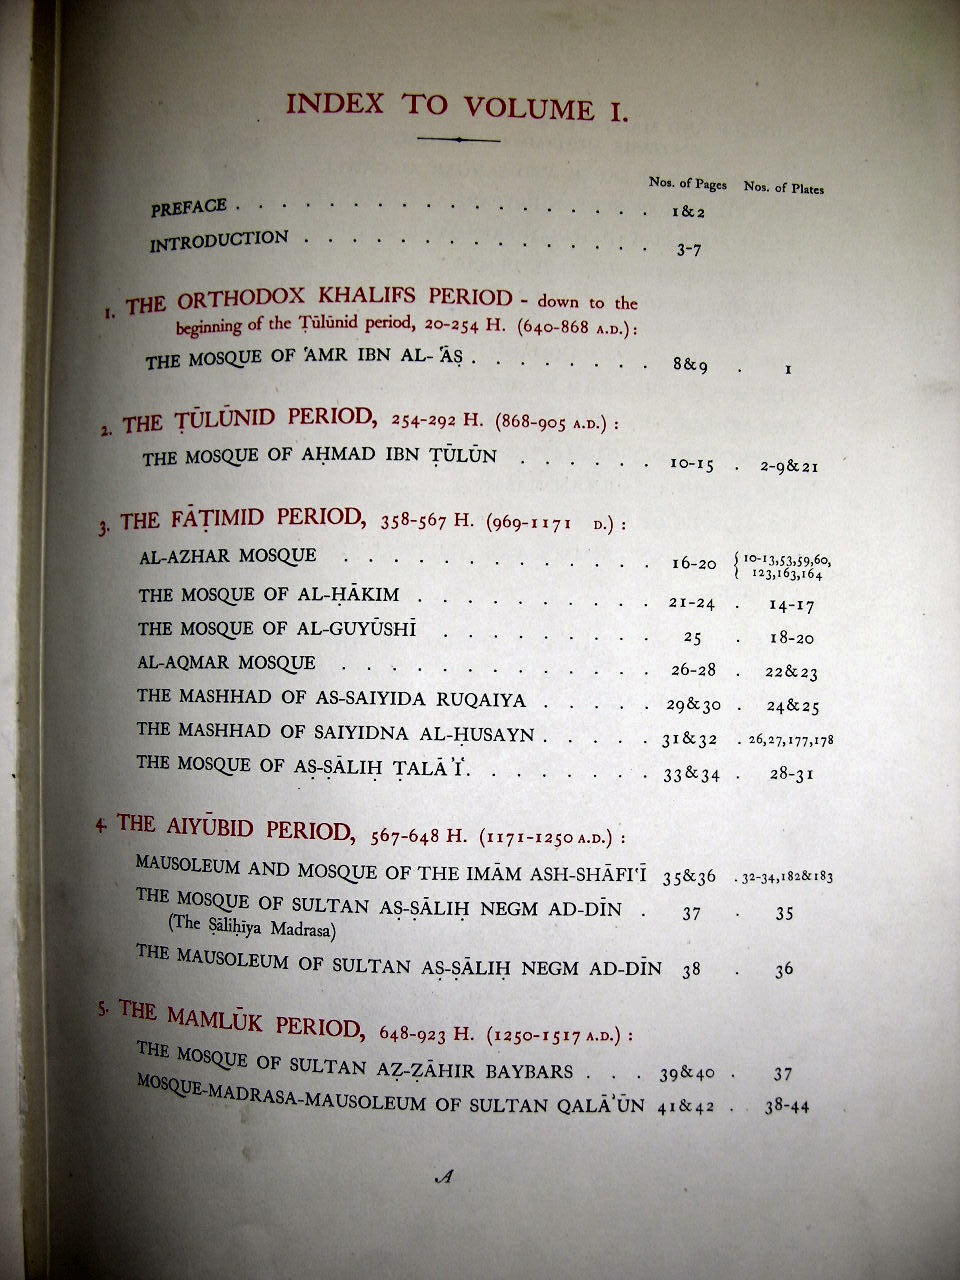 INDEX TO VOLUME I.
Nos. of Pages Nos. of Plates
PREFACE . . . . . . . . . . . . . . . . . . 1 & 2
INTRODUCTION . . . . . . . . . . . . . . . 3-7
1. THE ORTHODOX KHALIFS PERIOD - down to the
beginning of the Ṭūlūnid period, 20-254 H. (640-868 A.D.) :
THE MOSQUE OF ʿAMR IBN AL-ʿĀṢ . . . . . . . . 8 & 9 . 1
2. THE ṬŪLŪNID PERIOD, 254-292 H. (868-905 A.D.) :
THE MOSQUE OF AḤMAD IBN ṬŪLŪN . . . . . . 10-15 . 2-9 & 21
3. THE FĀṬIMID PERIOD, 358-567 H. (969-1171 D.) :
AL-AZHAR MOSQUE . . . . . . . . . . . . . 16-20 { 10-13,53,59,60,
123,163,164
THE MOSQUE OF AL-ḤĀKIM . . . . . . . . . . 21-24 . 14-17
THE MOSQUE OF AL-GUYŪSHĪ . . . . . . . . . 25 . 18-20
AL-AQMAR MOSQUE . . . . . . . . . . . . . 26-28 . 22 & 23
THE MASHHAD OF AS-SAIYIDA RUQAIYA . . . . . 29 & 30 . 24 & 25
THE MASHHAD OF SAIYIDNA AL-ḤUSAYN . . . . . 31 & 32 . 26,27,177,178
THE MOSQUE OF AṢ-ṢĀLIḤ ṬALĀʾIʿ . . . . . . . . 33 & 34 . 28-31
4. THE AIYŪBID PERIOD, 567-648 H. (1171-1250 A.D.) :
MAUSOLEUM AND MOSQUE OF THE IMĀM ASH-SHĀFIʿĪ 35 & 36 . 32-34,182 & 183
THE MOSQUE OF SULTAN AṢ-ṢĀLIḤ NEGM AD-DĪN . 37 . 35
(The Ṣāliḥīya Madrasa)
THE MAUSOLEUM OF SULTAN AṢ-ṢĀLIḤ NEGM AD-DĪN 38 . 36
5. THE MAMLŪK PERIOD, 648-923 H. (1250-1517 A.D.) :
THE MOSQUE OF SULTAN AẒ-ẒĀHIR BAYBARS . . . 39 & 40 . 37
MOSQUE-MADRASA-MAUSOLEUM OF SULTAN QALĀʾŪN 41 & 42 . 38-44
A